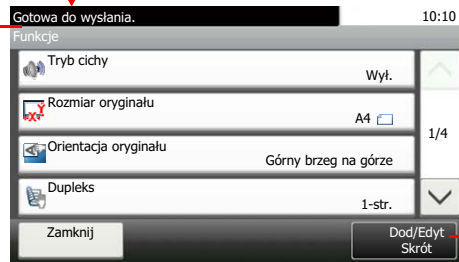 Gotowa do wysłania.
10:10
Funkcje
Tryb cichy
Wył.
Rozmiar oryginału
A4
Orientacja oryginału
Górny brzeg na górze
Dupleks
1-str.
1/4
Zamknij
Dod/Edyt
Skrót